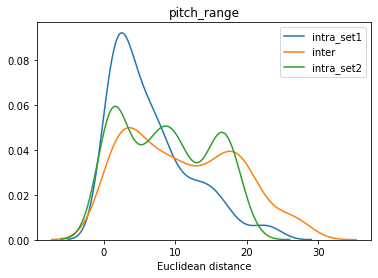 pitch_range
intra_set1
inter
intra_set2
0.08
0.06
0.04
0.02
0.00
0 10 20 30
Euclidean distance